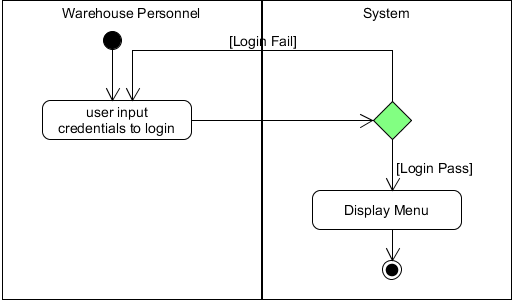 Warehouse Personnel
System
[Login Fail]
user input
credentials to login
[Login Pass]
Display Menu